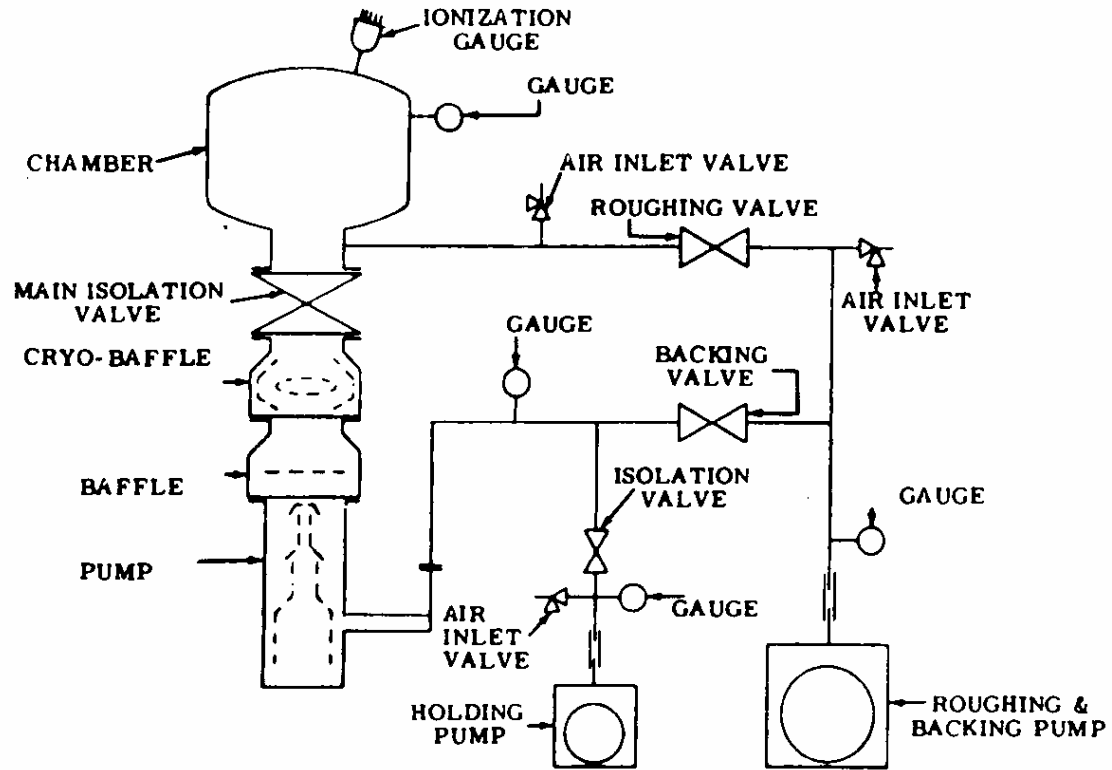 IONIZATION
GAUGE
GAUGE
CHAMBER
AIR INLET VALVE
ROUGHING VALVE
MAIN ISOLATION
VALVE
AIR INLET
VALVE
GAUGE
CRYO-BAFFLE
BACKING
VALVE
ISOLATION
VALVE
BAFFLE
GAUGE
PUMP
AIR
INLET
VALVE
GAUGE
HOLDING
PUMP
ROUGHING &
BACKING PUMP